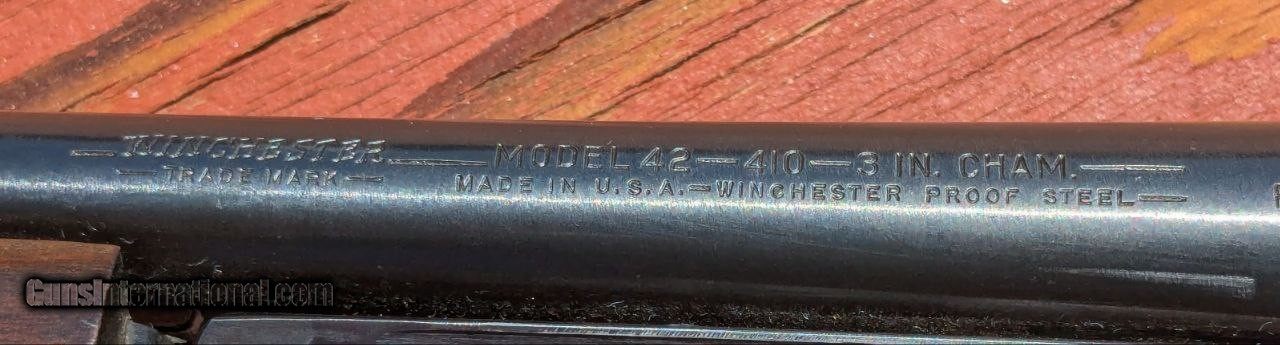 WINCHESTER MODEL 42—410—3 IN. CHAM.
TRADE MARK MADE IN U.S.A.—WINCHESTER PROOF STEEL
GunsInternational.com